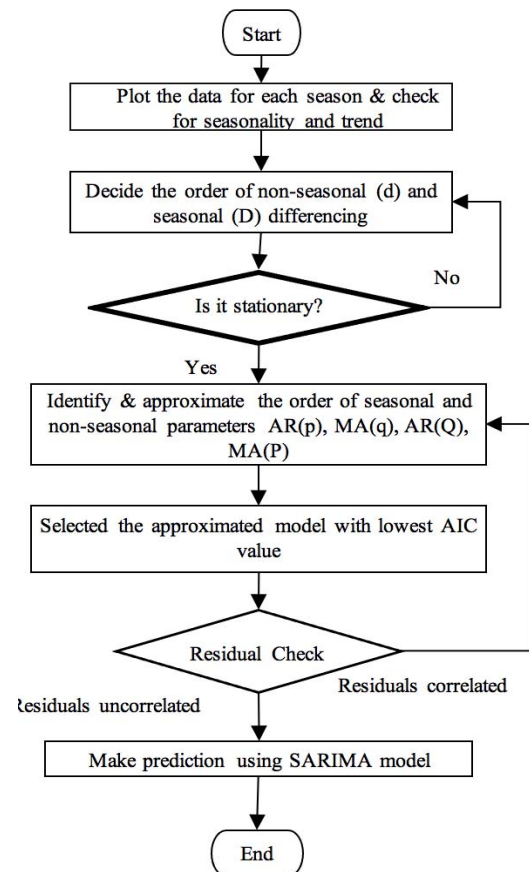 Start
Plot the data for each season & check
for seasonality and trend
Decide the order of non-seasonal (d) and
seasonal (D) differencing
No
Is it stationary?
Yes
Identify & approximate the order of seasonal and
non-seasonal parameters AR(p), MA(q), AR(Q),
MA(P)
Selected the approximated model with lowest AIC
value
Residual Check
Residuals correlated
Residuals uncorrelated
Make prediction using SARIMA model
End